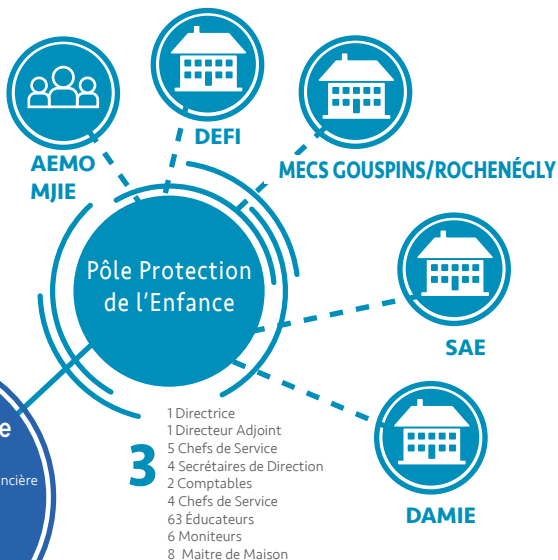 DEFI
AEMO
MJIE
MECS GOUSPINS/ROCHENÉGLY
Pôle Protection
de l'Enfance
SAE
DAMIE
3
1 Directrice
1 Directeur Adjoint
5 Chefs de Service
4 Secrétaires de Direction
2 Comptables
4 Chefs de Service
63 Éducateurs
6 Moniteurs
8 Maitre de Maison